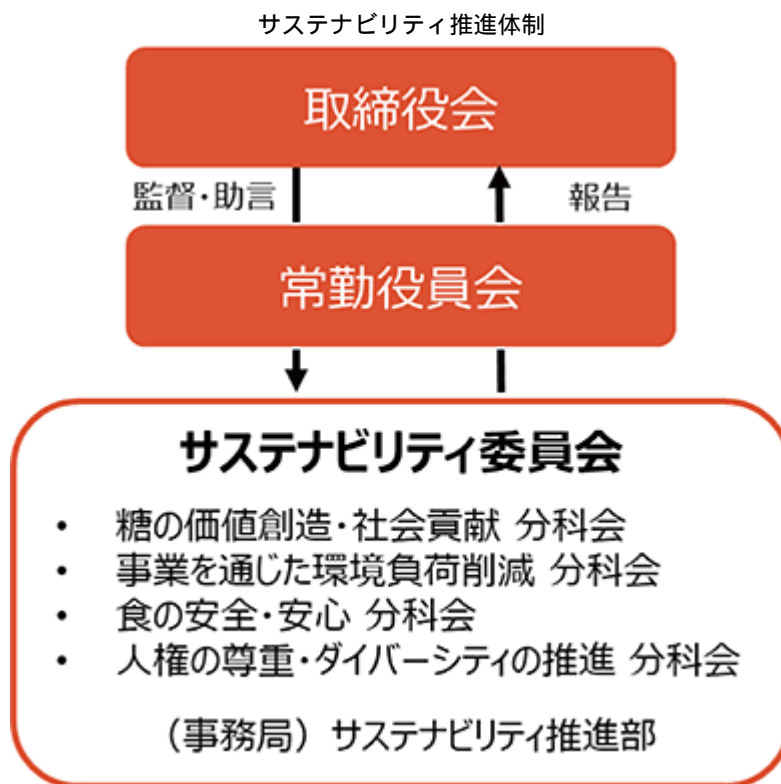 サステナビリティ推進体制
取締役会
監督・助言
報告
常勤役員会
サステナビリティ委員会
• 糖の価値創造・社会貢献 分科会
• 事業を通じた環境負荷削減 分科会
• 食の安全・安心 分科会
• 人権の尊重・ダイバーシティの推進 分科会
（事務局）サステナビリティ推進部